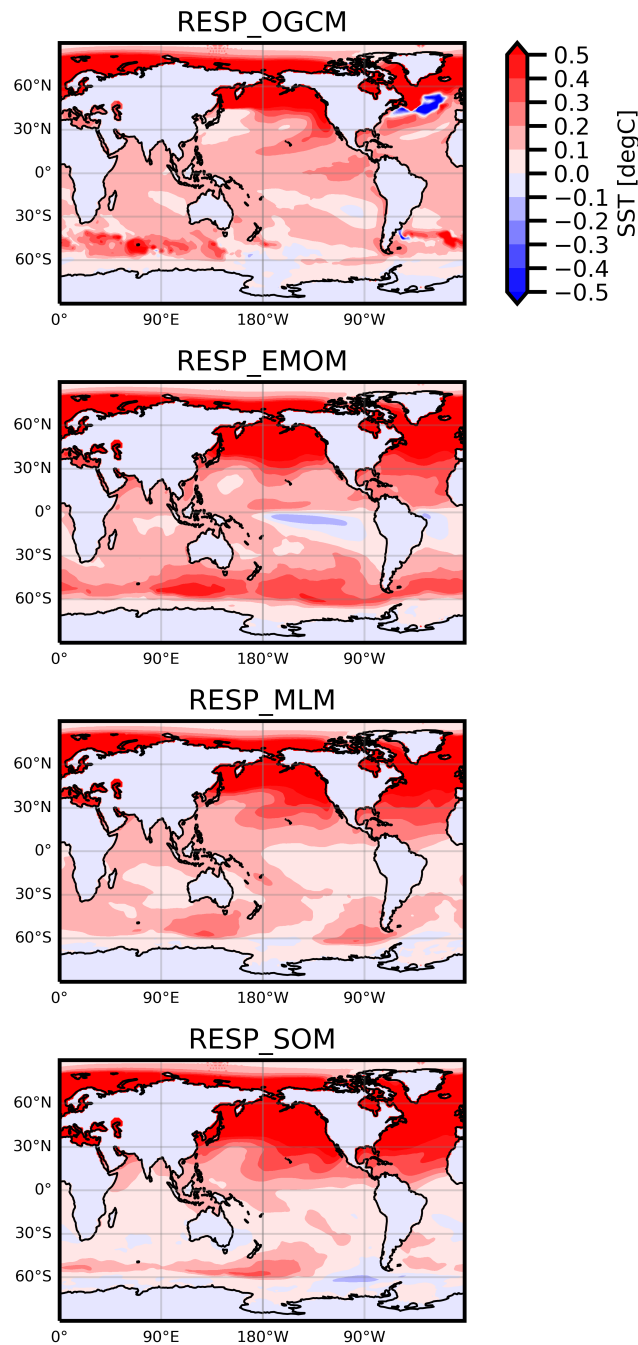 RESP_OGCM
60°N
30°N
0°
30°S
60°S
0°
90°E
180°W
90°W
0.5
0.4
0.3
0.2
0.1
0.0
−0.1
−0.2
−0.3
−0.4
−0.5
SST [degC]
RESP_EMOM
60°N
30°N
0°
30°S
60°S
0°
90°E
180°W
90°W
RESP_MLM
60°N
30°N
0°
30°S
60°S
0°
90°E
180°W
90°W
RESP_SOM
60°N
30°N
0°
30°S
60°S
0°
90°E
180°W
90°W